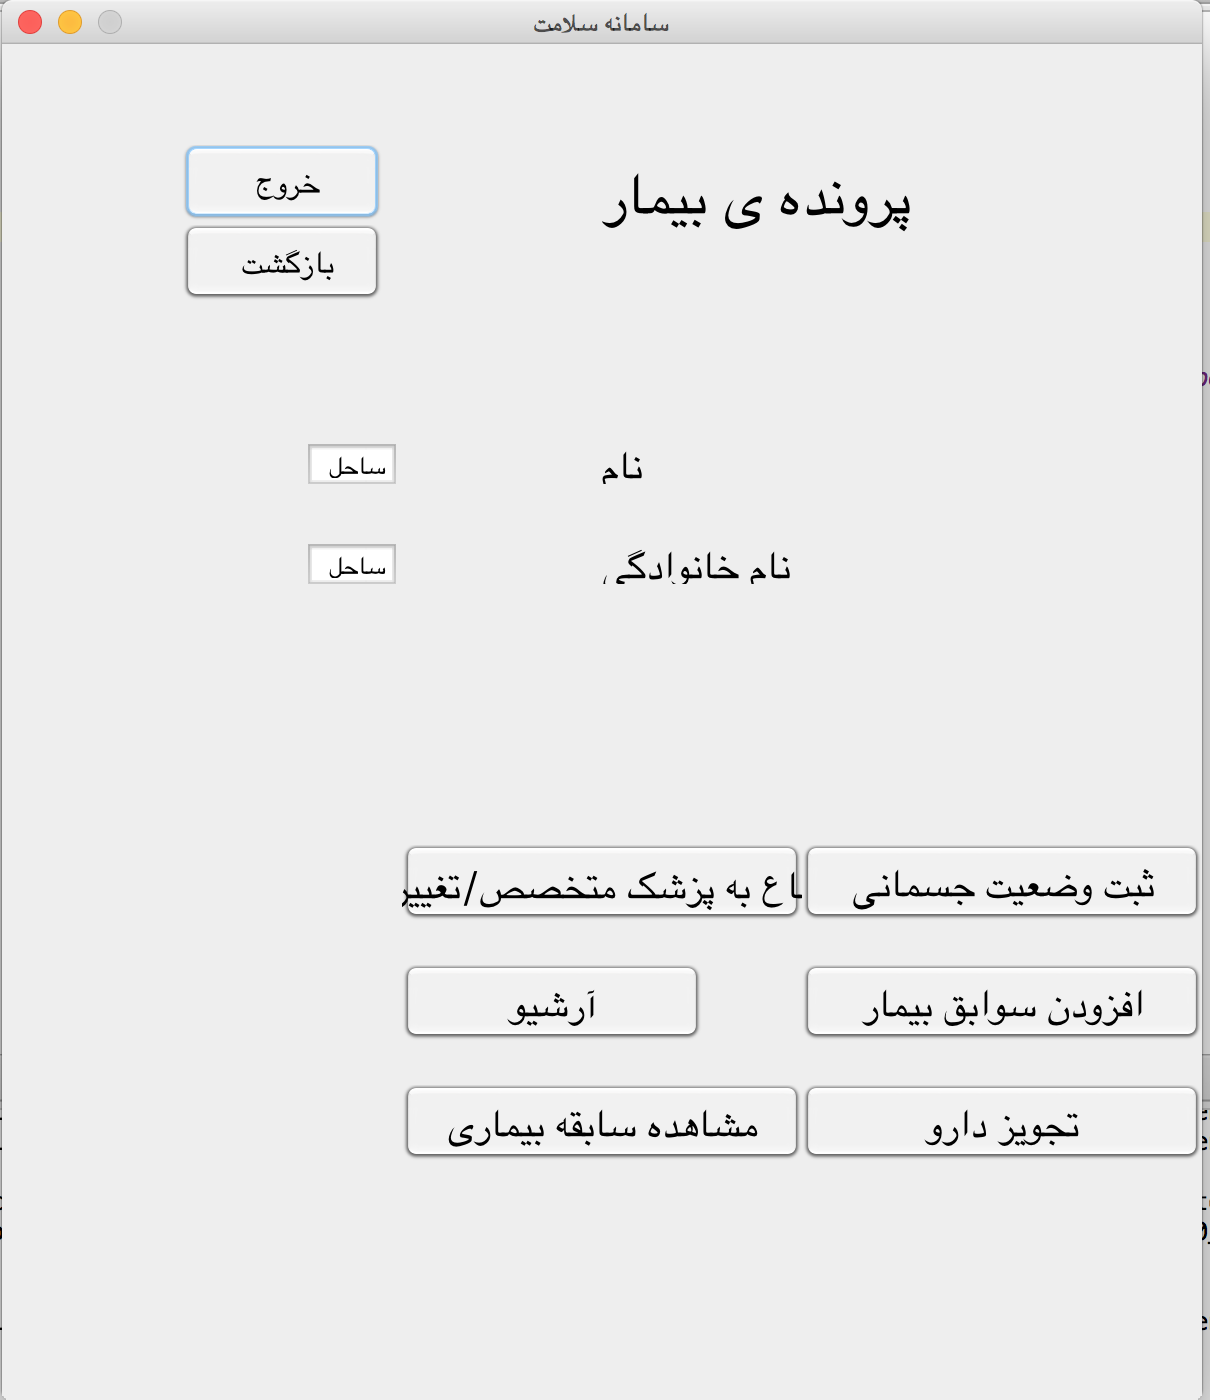 سامانه سلامت
پرونده ی بیمار
خروج
بازگشت
نام
ساحل
نام خانوادگی
ساحل
ثبت وضعیت جسمانی
اع به پزشک متخصص/تغییر
افزودن سوابق بیمار
آرشیو
تجویز دارو
مشاهده سابقه بیماری